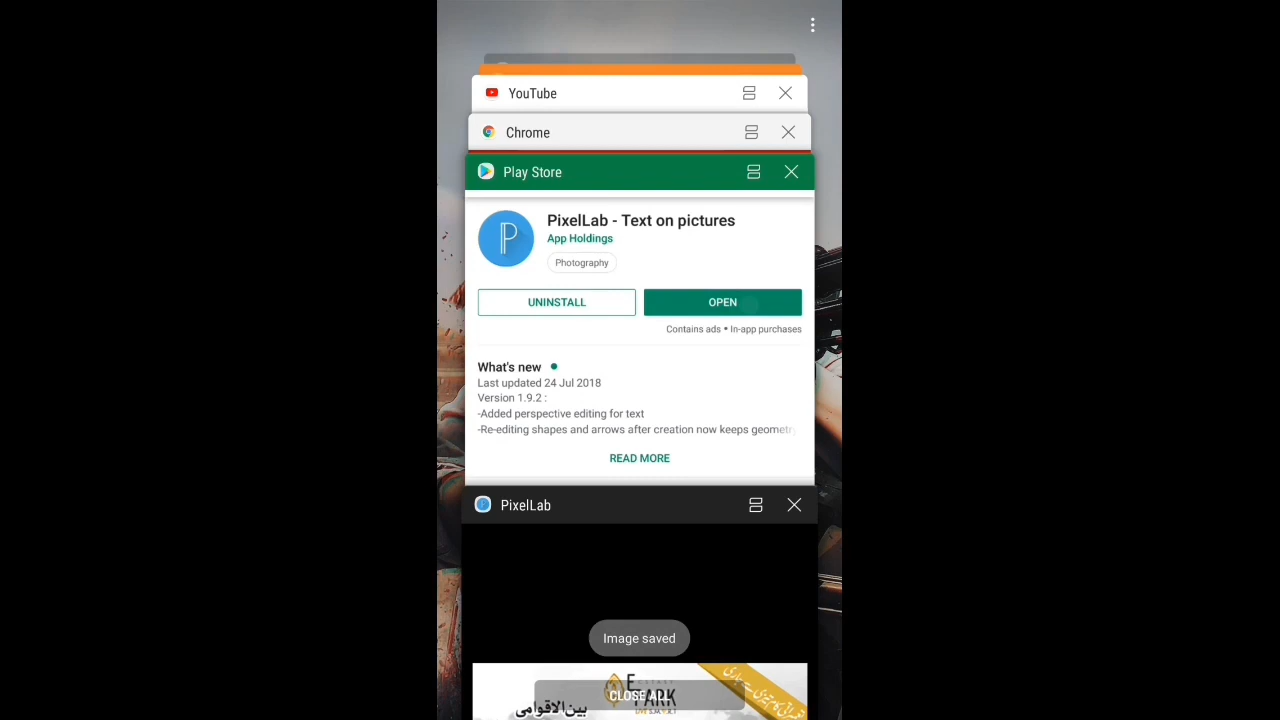 YouTube
Chrome
Play Store
PixelLab - Text on pictures
App Holdings
Photography
UNINSTALL
OPEN
Contains ads • In-app purchases
What's new
Last updated 24 Jul 2018
Version 1.9.2 :
-Added perspective editing for text
-Re-editing shapes and arrows after creation now keeps geometry
READ MORE
PixelLab
Image saved
CLOSE ALL
بین الاقوامی